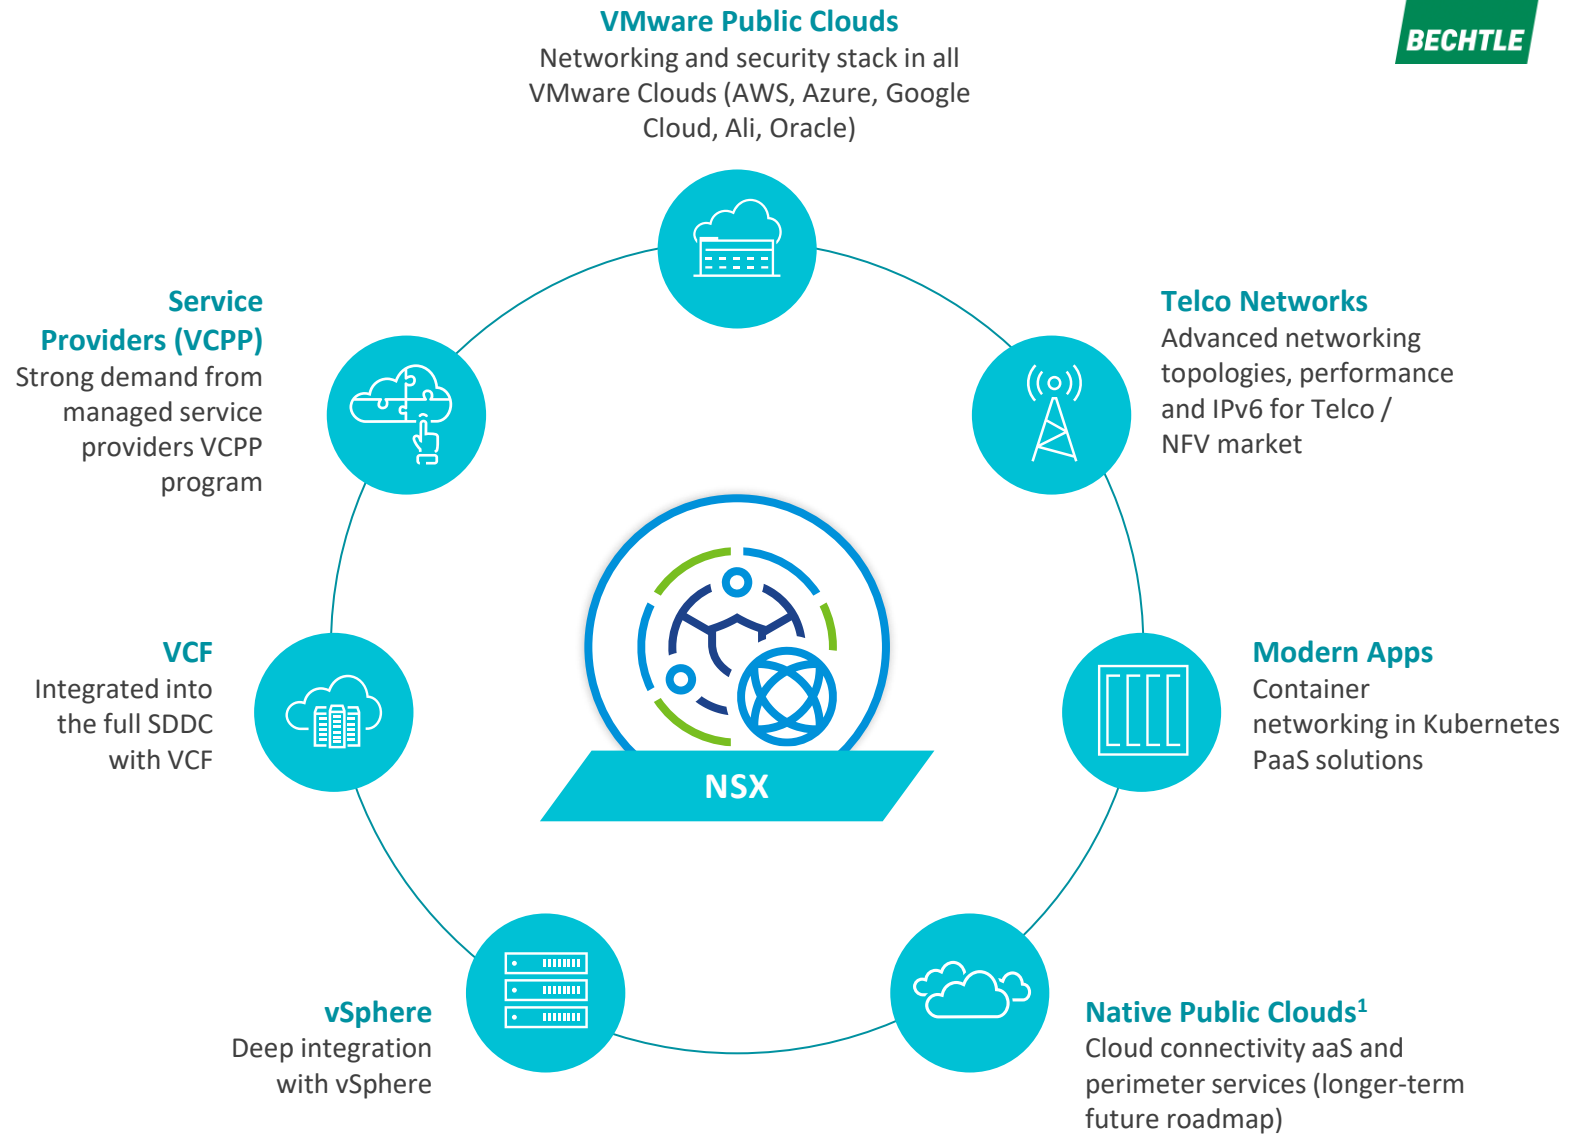 VMware Public Clouds
Networking and security stack in all
VMware Clouds (AWS, Azure, Google
Cloud, Ali, Oracle)
BECHTLE
Service
Providers (VCPP)
Strong demand from
managed service
providers VCPP
program
Telco Networks
Advanced networking
topologies, performance
and IPv6 for Telco /
NFV market
VCF
Integrated into
the full SDDC
with VCF
NSX
Modern Apps
Container
networking in Kubernetes
PaaS solutions
vSphere
Deep integration
with vSphere
Native Public Clouds¹
Cloud connectivity aaS and
perimeter services (longer-term
future roadmap)